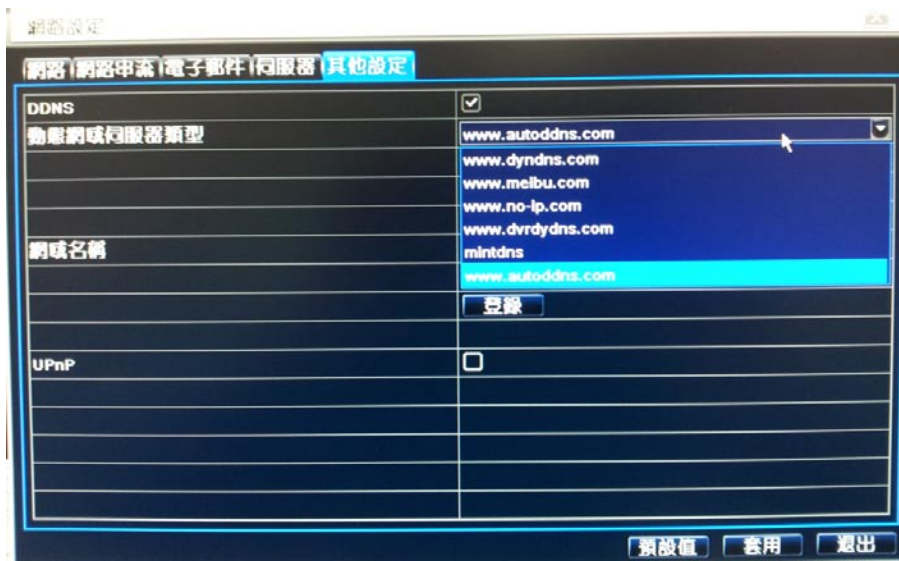 網路設定
網路 網路串流 電子郵件 伺服器 其他設定
DDNS
動態網域伺服器類型 www.autoddns.com
www.dyndns.com
www.meibu.com
www.no-ip.com
www.dvrdydns.com
網域名稱 mintdns
www.autoddns.com
登錄
UPnP
預設值 套用 退出